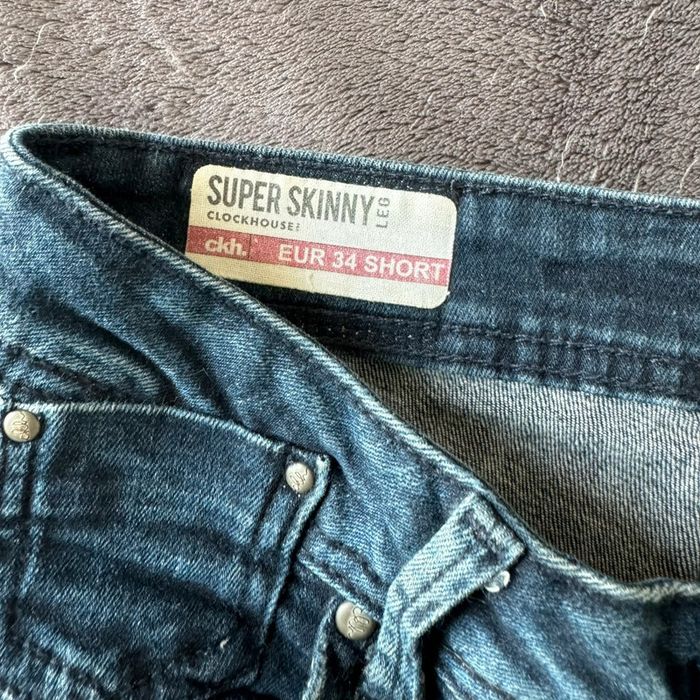 SUPER SKINNY LEG
CLOCKHOUSE
ckh. EUR 34 SHORT